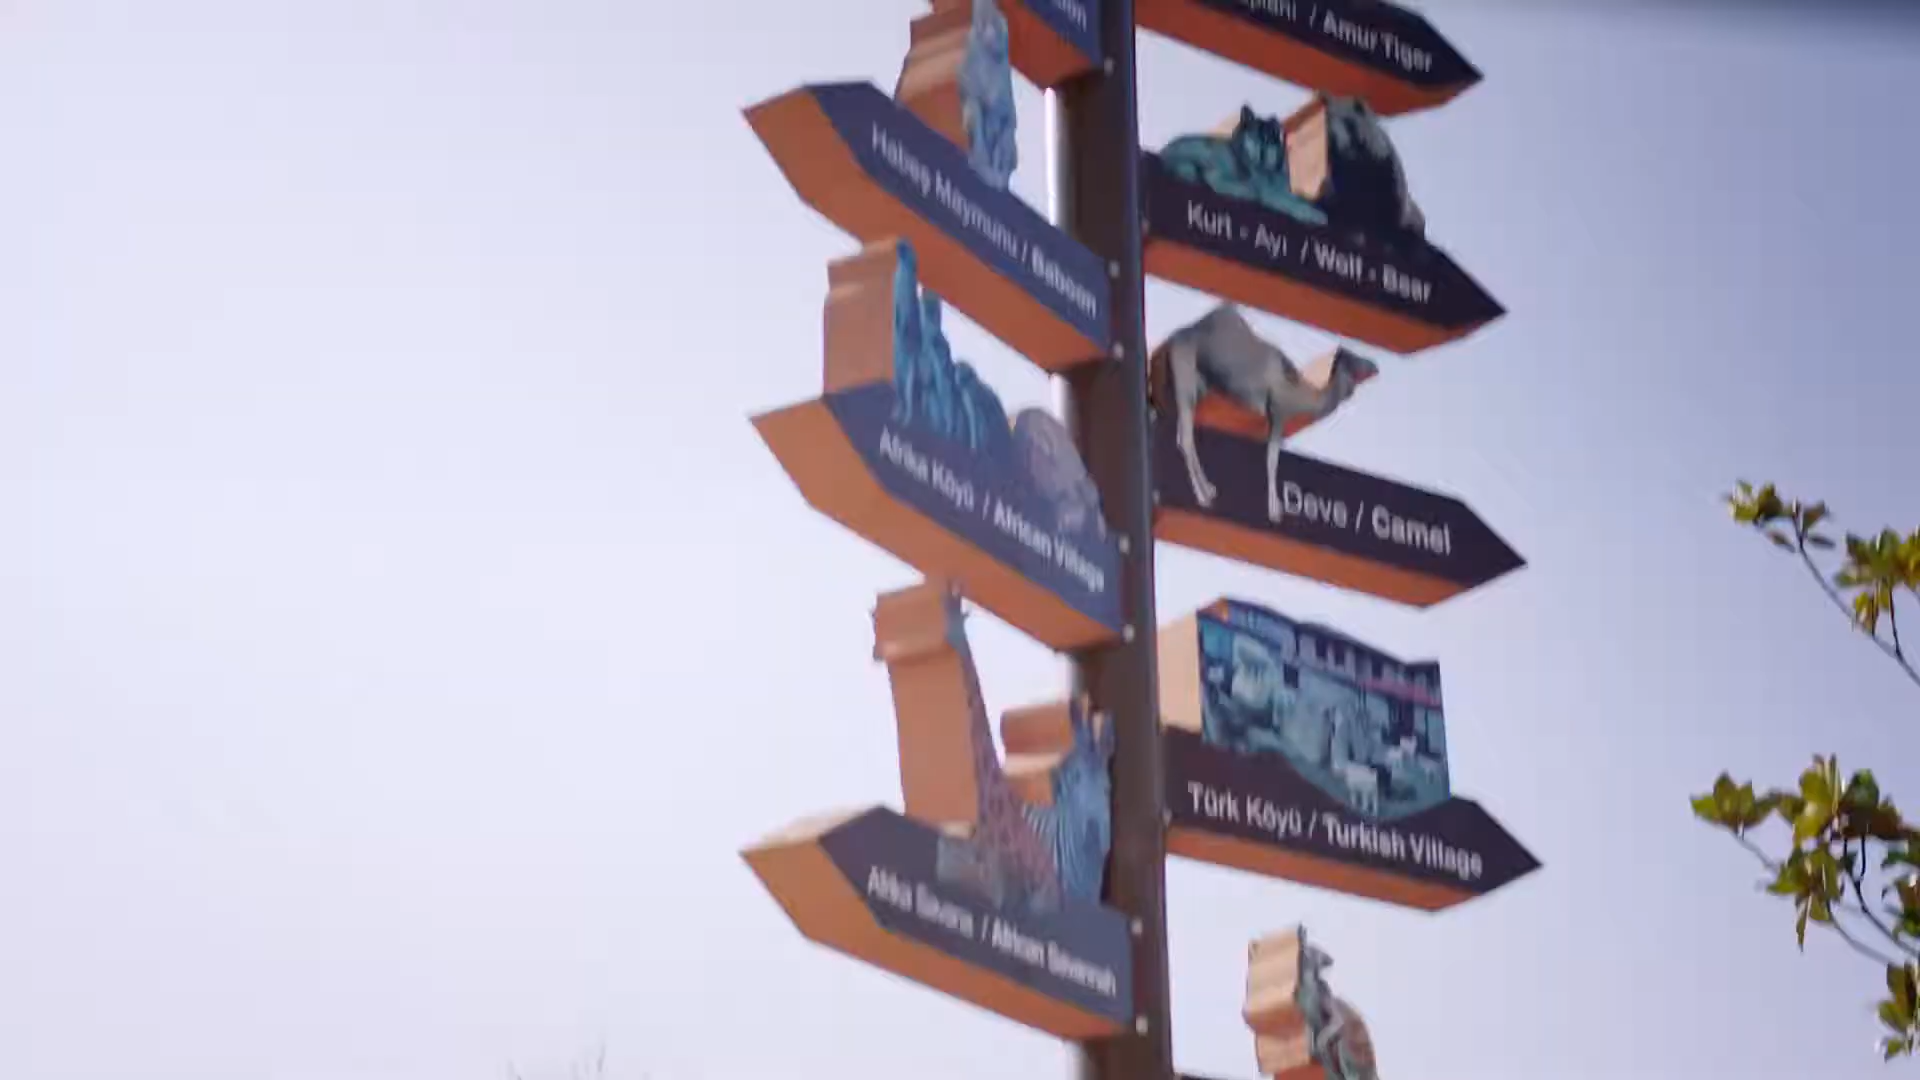 / Amur Tiger
Habeş Maymunu / Baboon
Kurt - Ayı / Wolf - Bear
Afrika Köyü / African Village
Deve / Camel
Türk Köyü / Turkish Village
Afrika Savana / African Savannah